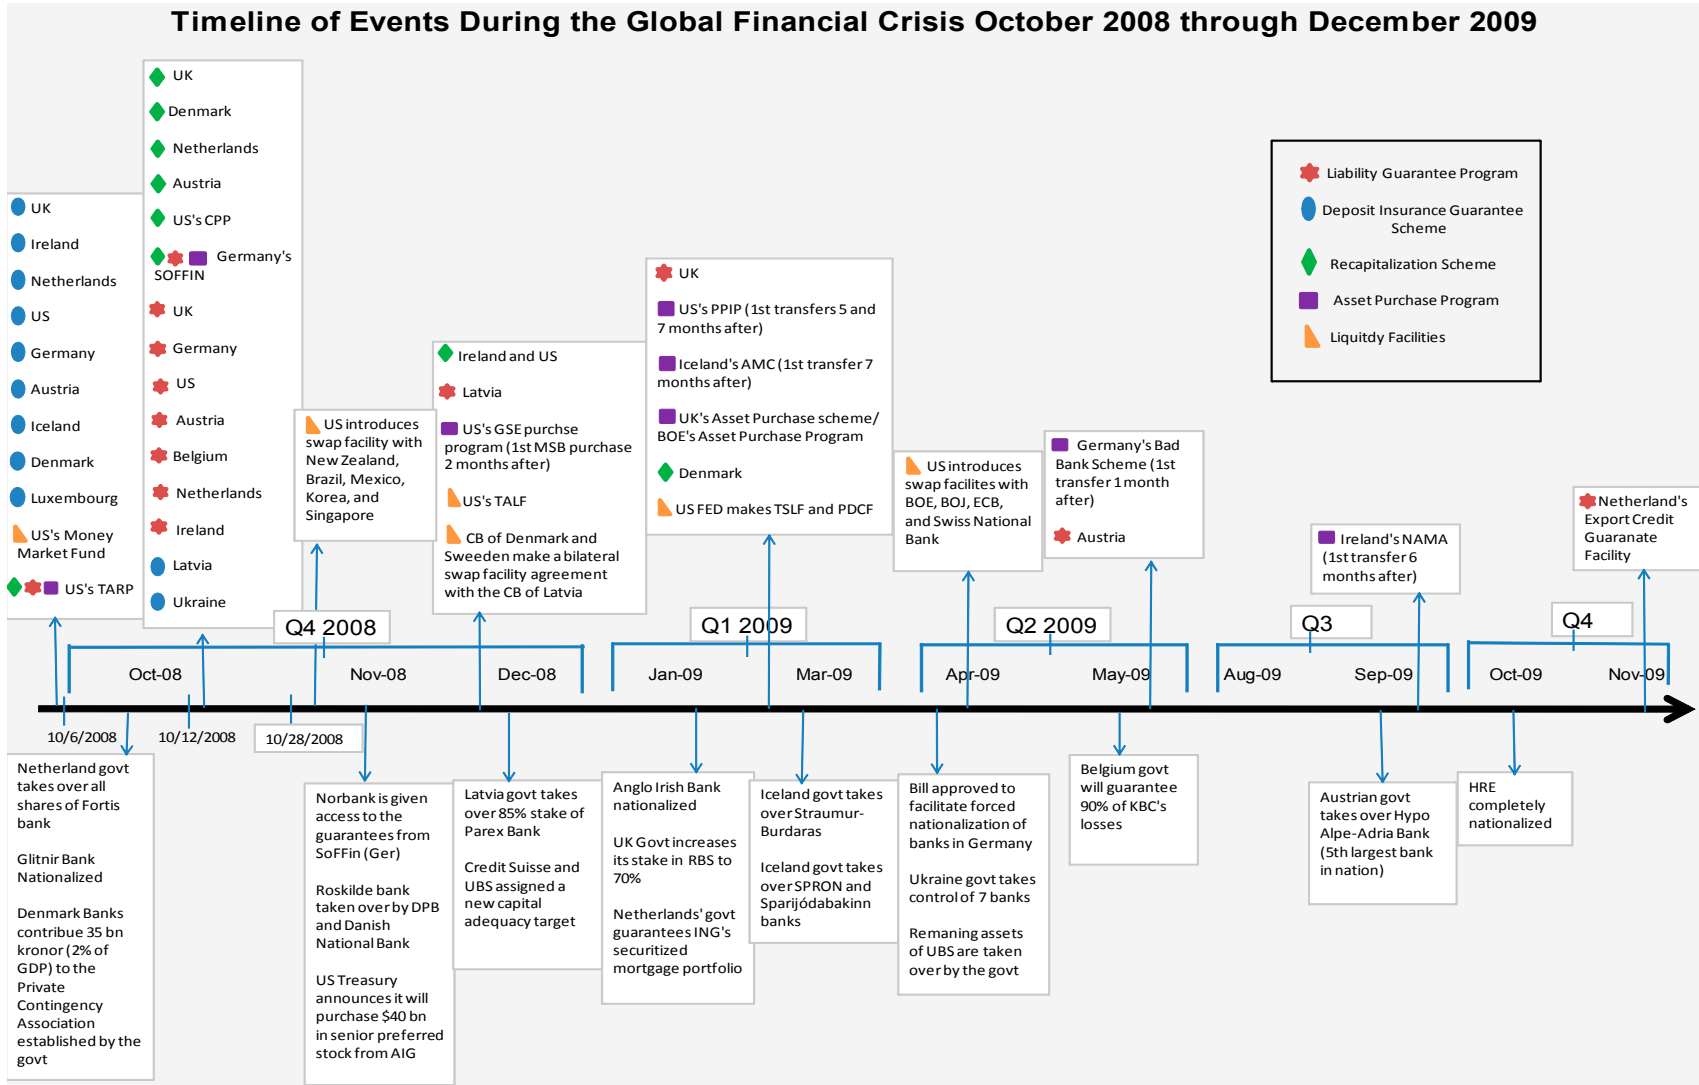 Timeline of Events During the Global Financial Crisis October 2008 through December 2009
UK
Ireland
Netherlands
US
Germany
Austria
Iceland
Denmark
Luxembourg
US's Money
Market Fund
US's TARP
UK
Denmark
Netherlands
Austria
US's CPP
Germany's
SOFFIN
UK
Germany
US
Austria
Belgium
Netherlands
Ireland
Latvia
Ukraine
US introduces
swap facility with
New Zealand,
Brazil, Mexico,
Korea, and
Singapore
Ireland and US
Latvia
US's GSE purchse
program (1st MSB purchase
2 months after)
US's TALF
CB of Denmark and
Sweeden make a bilateral
swap facility agreement
with the CB of Latvia
UK
US's PPIP (1st transfers 5 and
7 months after)
Iceland's AMC (1st transfer 7
months after)
UK's Asset Purchase scheme/
BOE's Asset Purchase Program
Denmark
US FED makes TSLF and PDCF
US introduces
swap facilites with
BOE, BOJ, ECB,
and Swiss National
Bank
Germany's Bad
Bank Scheme (1st
transfer 1 month
after)
Austria
Ireland's NAMA
(1st transfer 6
months after)
Netherland's
Export Credit
Guaranate
Facility
Liability Guarantee Program
Deposit Insurance Guarantee
Scheme
Recapitalization Scheme
Asset Purchase Program
Liquitdy Facilities
Q4 2008
Q1 2009
Q2 2009
Q3
Q4
Oct-08
Nov-08
Dec-08
Jan-09
Mar-09
Apr-09
May-09
Aug-09
Sep-09
Oct-09
Nov-09
10/6/2008
10/12/2008
10/28/2008
Netherland govt
takes over all
shares of Fortis
bank
Glitnir Bank
Nationalized
Denmark Banks
contribue 35 bn
kronor (2% of
GDP) to the
Private
Contingency
Association
established by the
govt
Norbank is given
access to the
guarantees from
SoFFin (Ger)
Roskilde bank
taken over by DPB
and Danish
National Bank
US Treasury
announces it will
purchase $40 bn
in senior preferred
stock from AIG
Latvia govt takes
over 85% stake of
Parex Bank
Credit Suisse and
UBS assigned a
new capital
adequacy target
Anglo Irish Bank
nationalized
UK Govt increases
its stake in RBS to
70%
Netherlands' govt
guarantees ING's
securitized
mortgage portfolio
Iceland govt takes
over Straumur-
Burdaras
Iceland govt takes
over SPRON and
Sparijódabakinn
banks
Bill approved to
facilitate forced
nationalization of
banks in Germany
Ukraine govt takes
control of 7 banks
Remaning assets
of UBS are taken
over by the govt
Belgium govt
will guarantee
90% of KBC's
losses
Austrian govt
takes over Hypo
Alpe-Adria Bank
(5th largest bank
in nation)
HRE
completely
nationalized